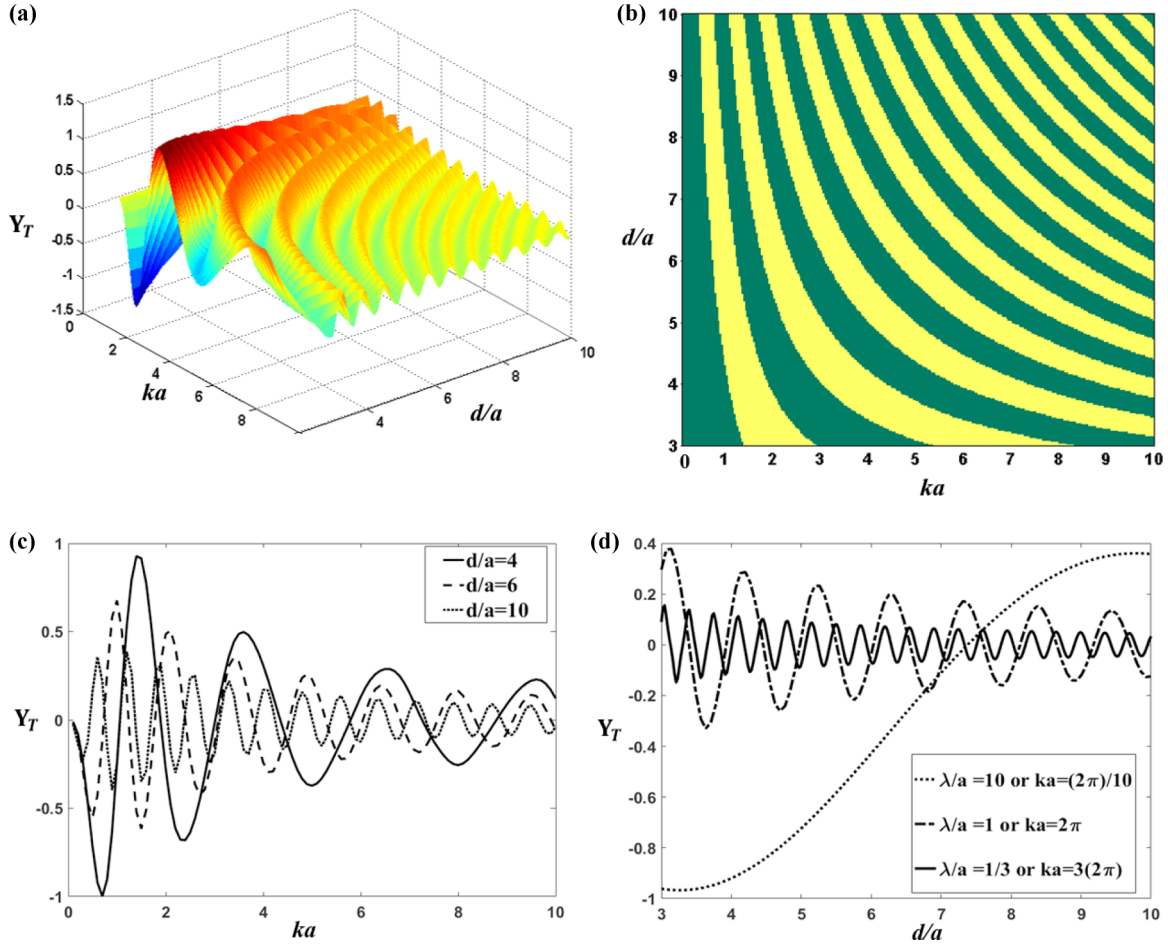 (a)
1.5
1
0.5
0
-0.5
-1
-1.5
Y_T
0
2
4
6
8
ka
4
6
8
10
d/a
(b)
10
9
8
7
6
5
4
3
d/a
0 1 2 3 4 5 6 7 8 9 10
ka
(c)
1
0.5
0
-0.5
-1
Y_T
d/a=4
d/a=6
d/a=10
0 2 4 6 8 10
ka
(d)
0.4
0.2
0
-0.2
-0.4
-0.6
-0.8
-1
Y_T
λ/a =10 or ka=(2π)/10
λ/a =1 or ka=2π
λ/a =1/3 or ka=3(2π)
3 4 5 6 7 8 9 10
d/a